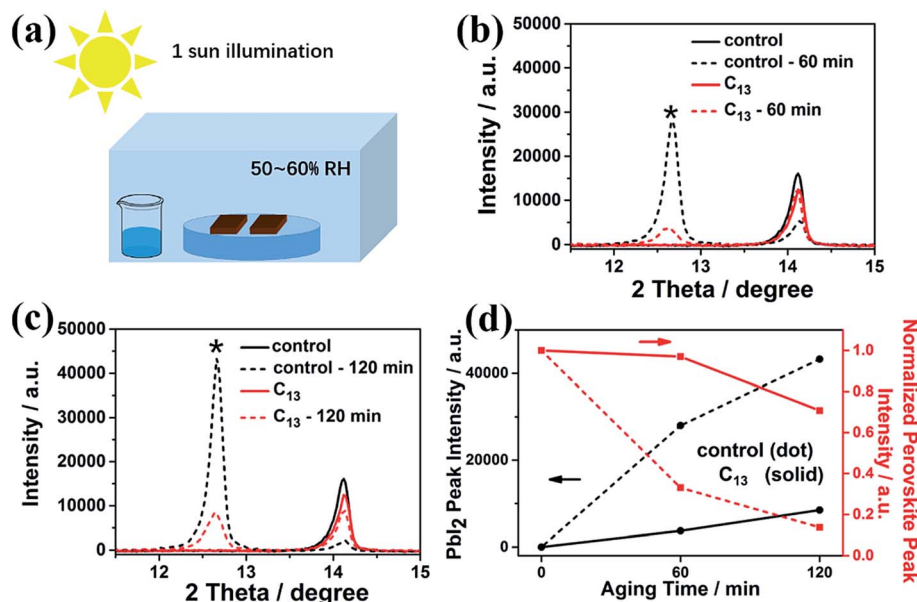 (a)
1 sun illumination
50~60% RH
(b)
50000
40000
30000
20000
10000
0
Intensity / a.u.
control
control - 60 min
C₁₃
C₁₃ - 60 min
*
12
13
14
15
2 Theta / degree
(c)
50000
40000
30000
20000
10000
0
Intensity / a.u.
control
control - 120 min
C₁₃
C₁₃ - 120 min
*
12
13
14
15
2 Theta / degree
(d)
40000
20000
0
PbI₂ Peak Intensity / a.u.
control (dot)
C₁₃ (solid)
1.0
0.8
0.6
0.4
0.2
0.0
Normalized Perovskite Peak
Intensity / a.u.
0
60
120
Aging Time / min